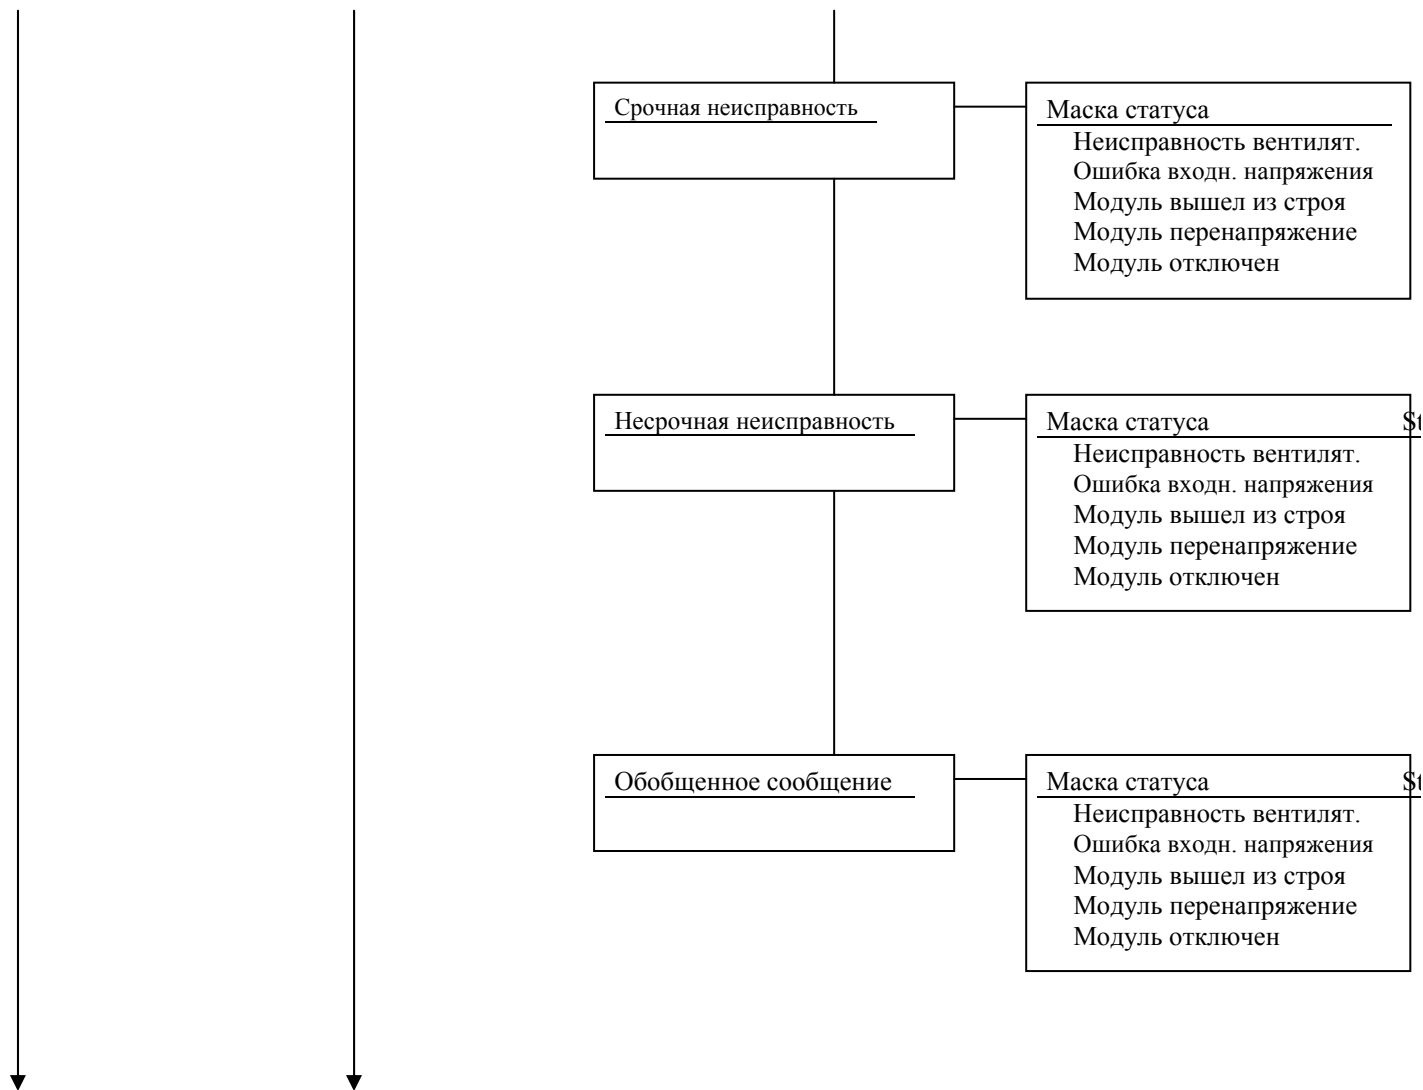 Срочная неисправность
Маска статуса
Неисправность вентилят.
Ошибка входн. напряжения
Модуль вышел из строя
Модуль перенапряжение
Модуль отключен
Несрочная неисправность
Маска статуса St
Неисправность вентилят.
Ошибка входн. напряжения
Модуль вышел из строя
Модуль перенапряжение
Модуль отключен
Обобщенное сообщение
Маска статуса St
Неисправность вентилят.
Ошибка входн. напряжения
Модуль вышел из строя
Модуль перенапряжение
Модуль отключен